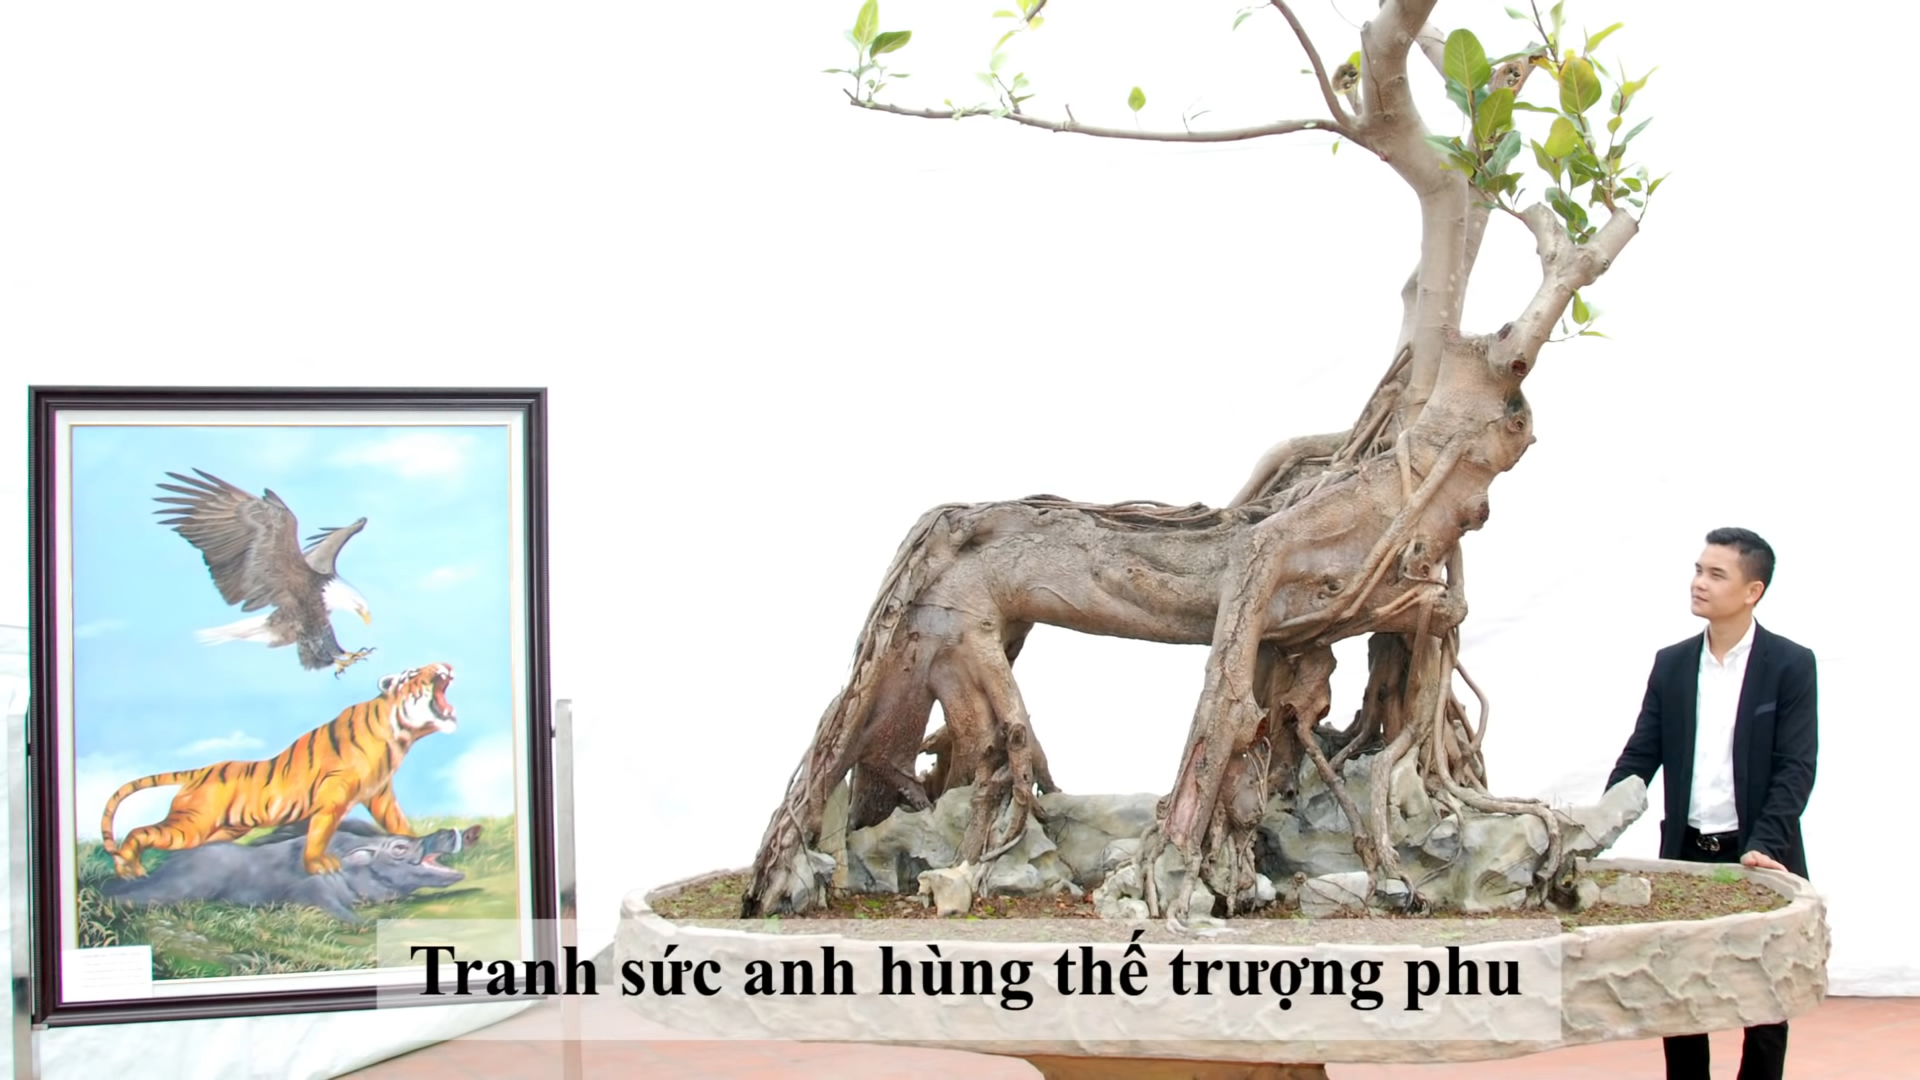 Tranh sức anh hùng thế trượng phu